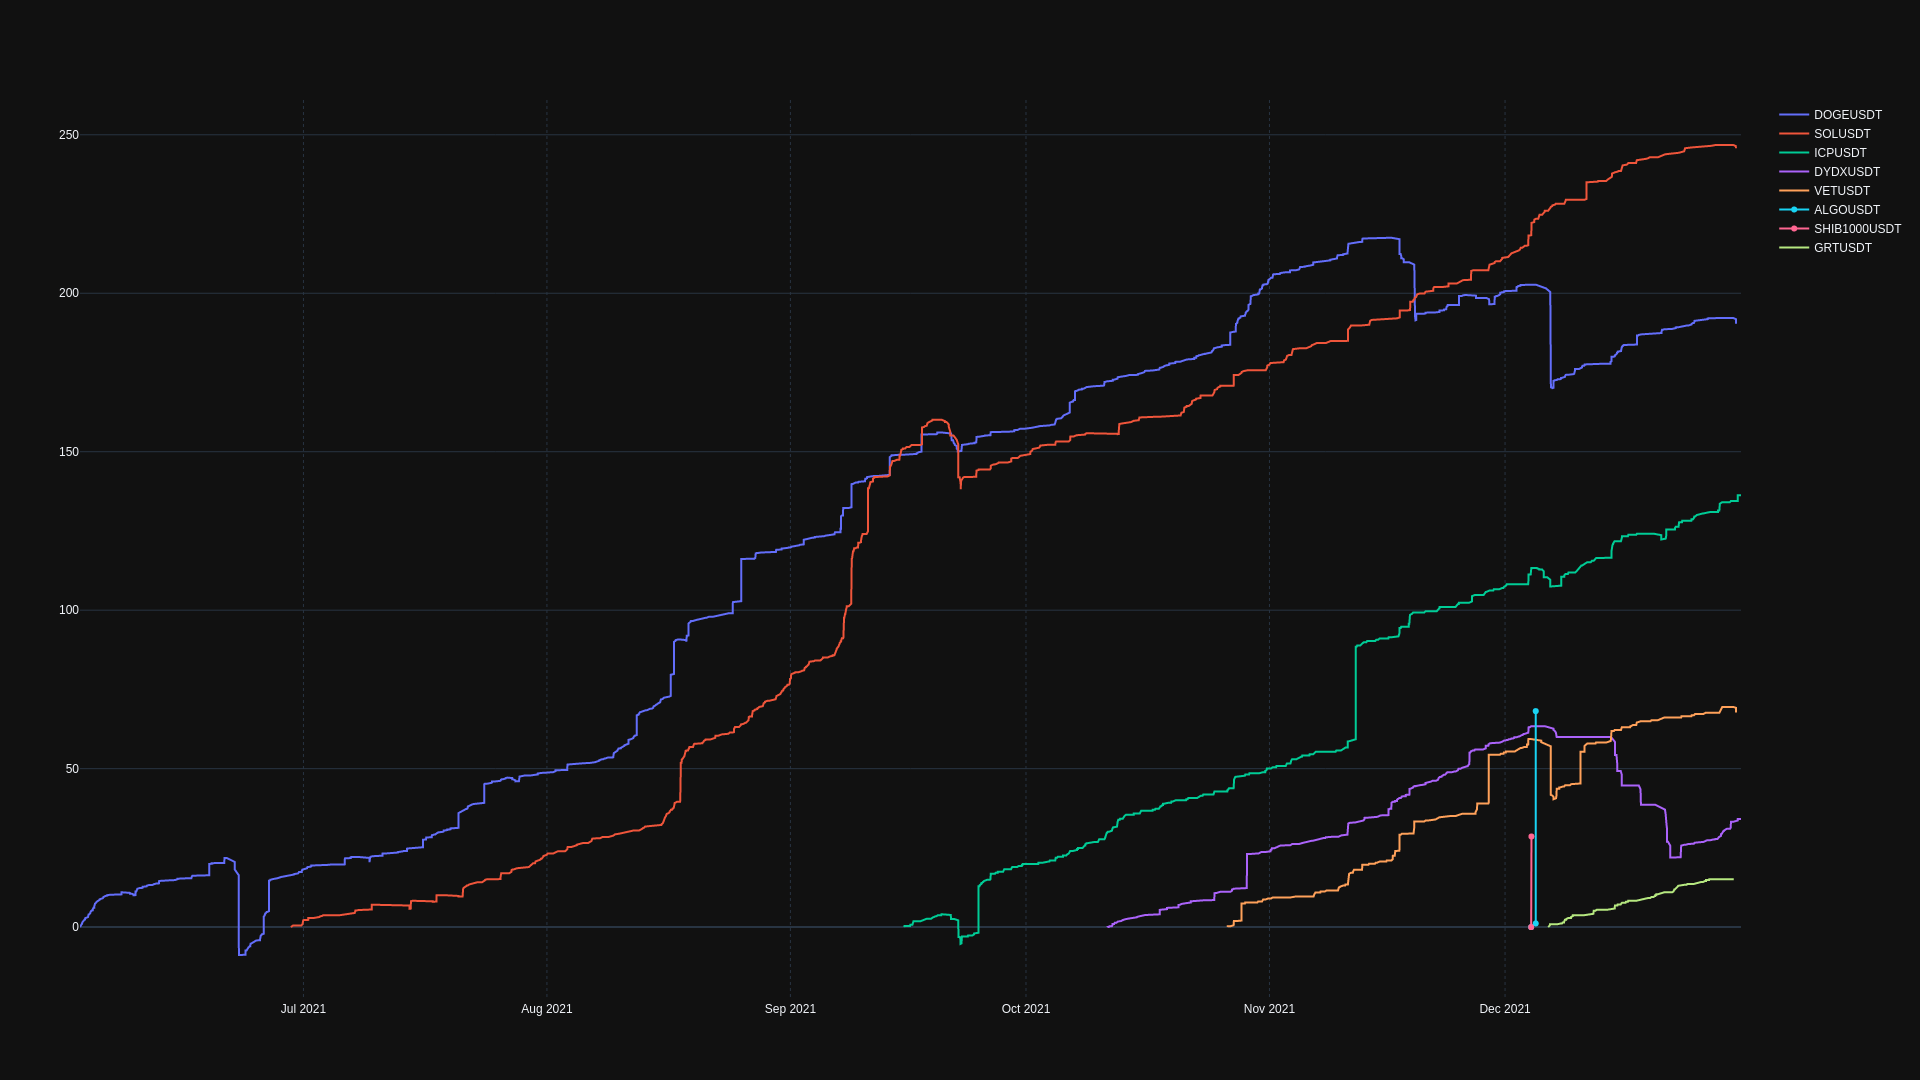 250
200
150
100
50
0
Jul 2021
Aug 2021
Sep 2021
Oct 2021
Nov 2021
Dec 2021
DOGEUSDT
SOLUSDT
ICPUSDT
DYDXUSDT
VETUSDT
ALGOUSDT
SHIB1000USDT
GRTUSDT